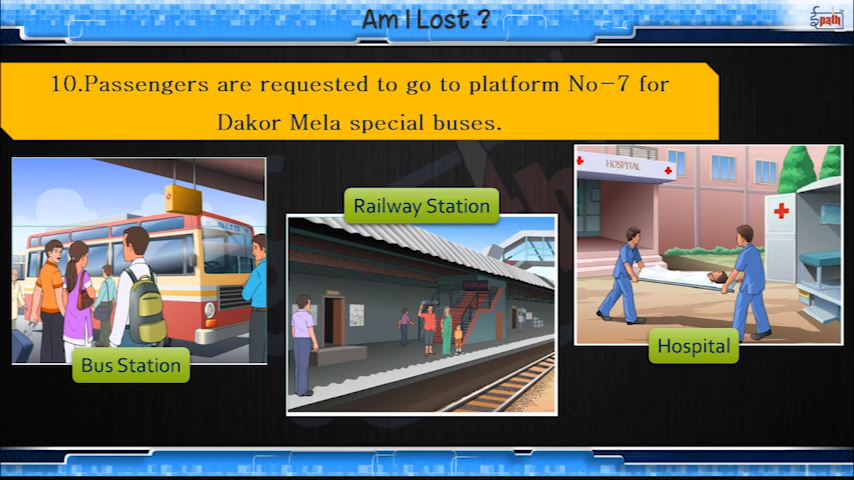 Am I Lost ?
path
10.Passengers are requested to go to platform No-7 for
Dakor Mela special buses.
Railway Station
HOSPITAL
Bus Station
Hospital